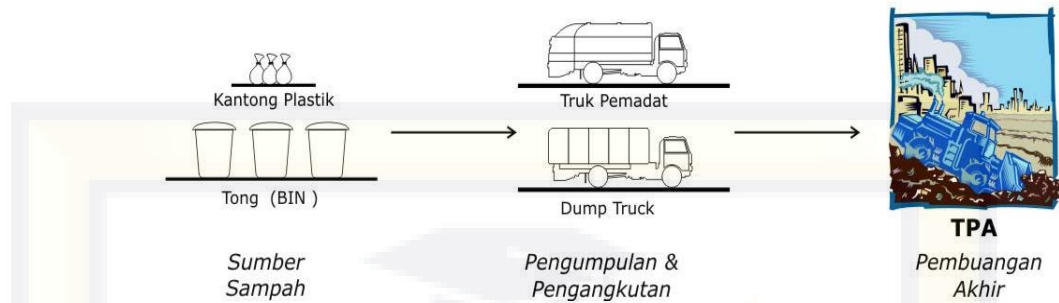 Kantong Plastik
Tong (BIN )
Sumber
Sampah
Truk Pemadat
Dump Truck
Pengumpulan &
Pengangkutan
TPA
Pembuangan
Akhir